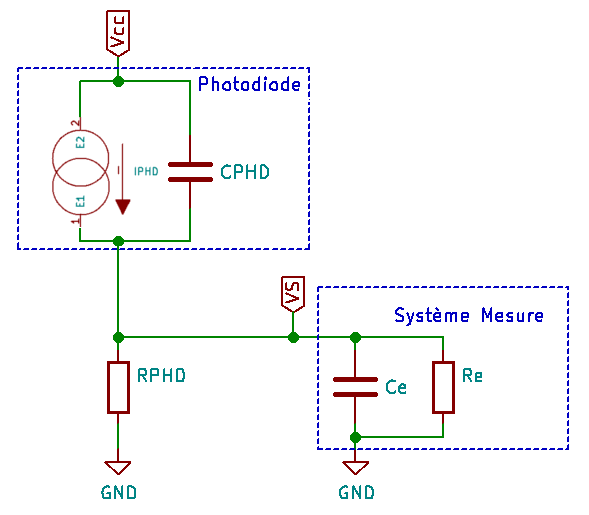 Vcc
Photodiode
2
E2
I
IPHD
CPHD
E1
1
VS
Système Mesure
RPHD
Ce
Re
GND
GND